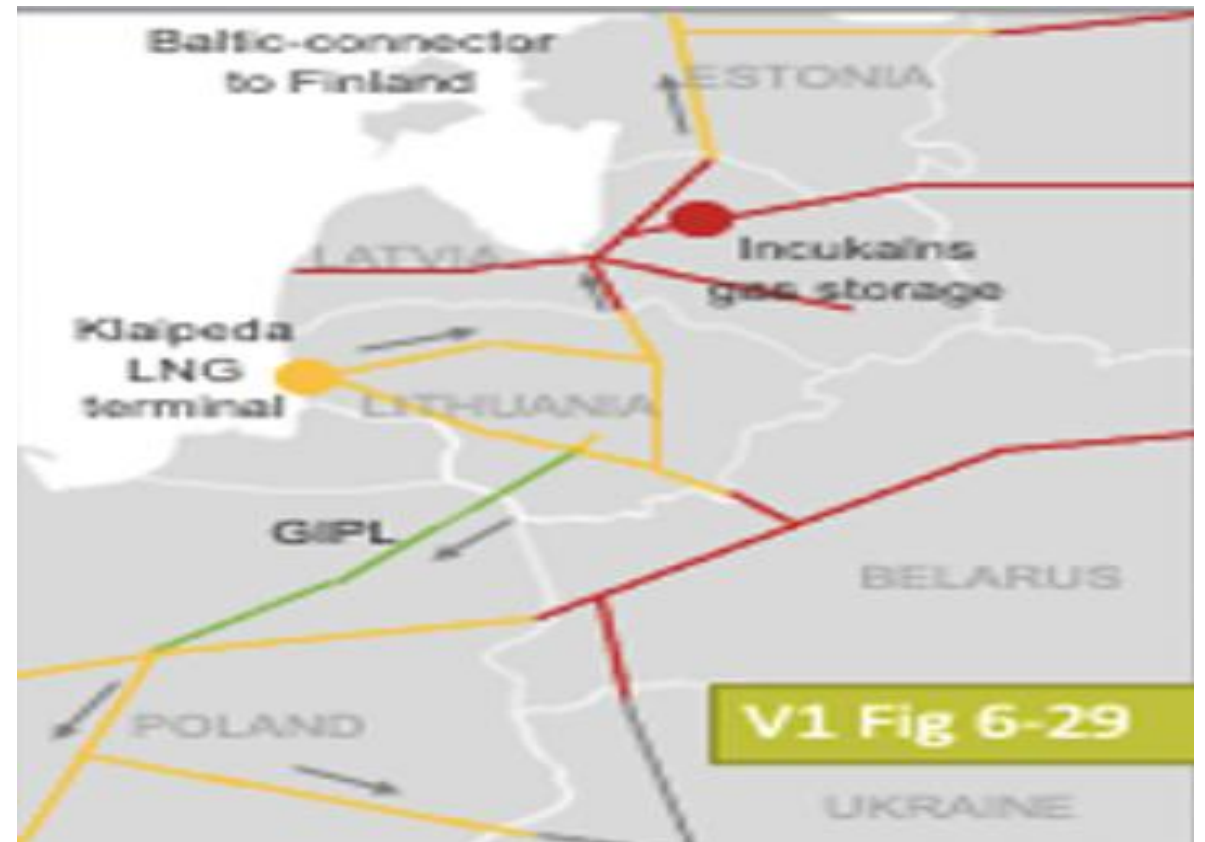 Baltic-connector
to Finland
ESTONIA
LATVIA
Incukalns
gas storage
Klaipeda
LNG
terminal
LITHUANIA
GIPL
BELARUS
POLAND
V1 Fig 6-29
UKRAINE